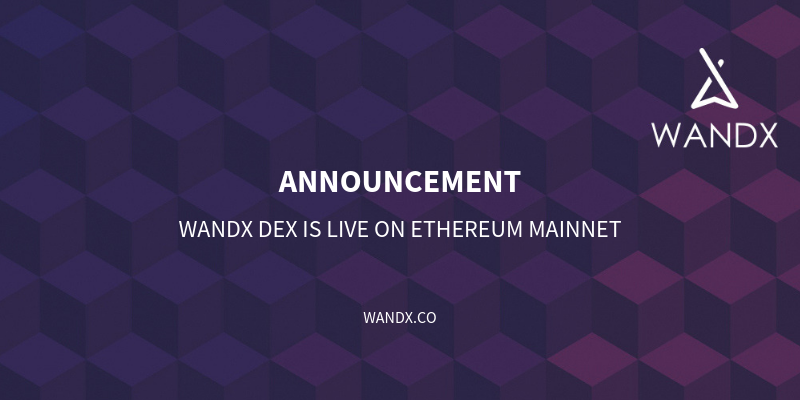 WANDX
ANNOUNCEMENT
WANDX DEX IS LIVE ON ETHEREUM MAINNET
WANDX.CO